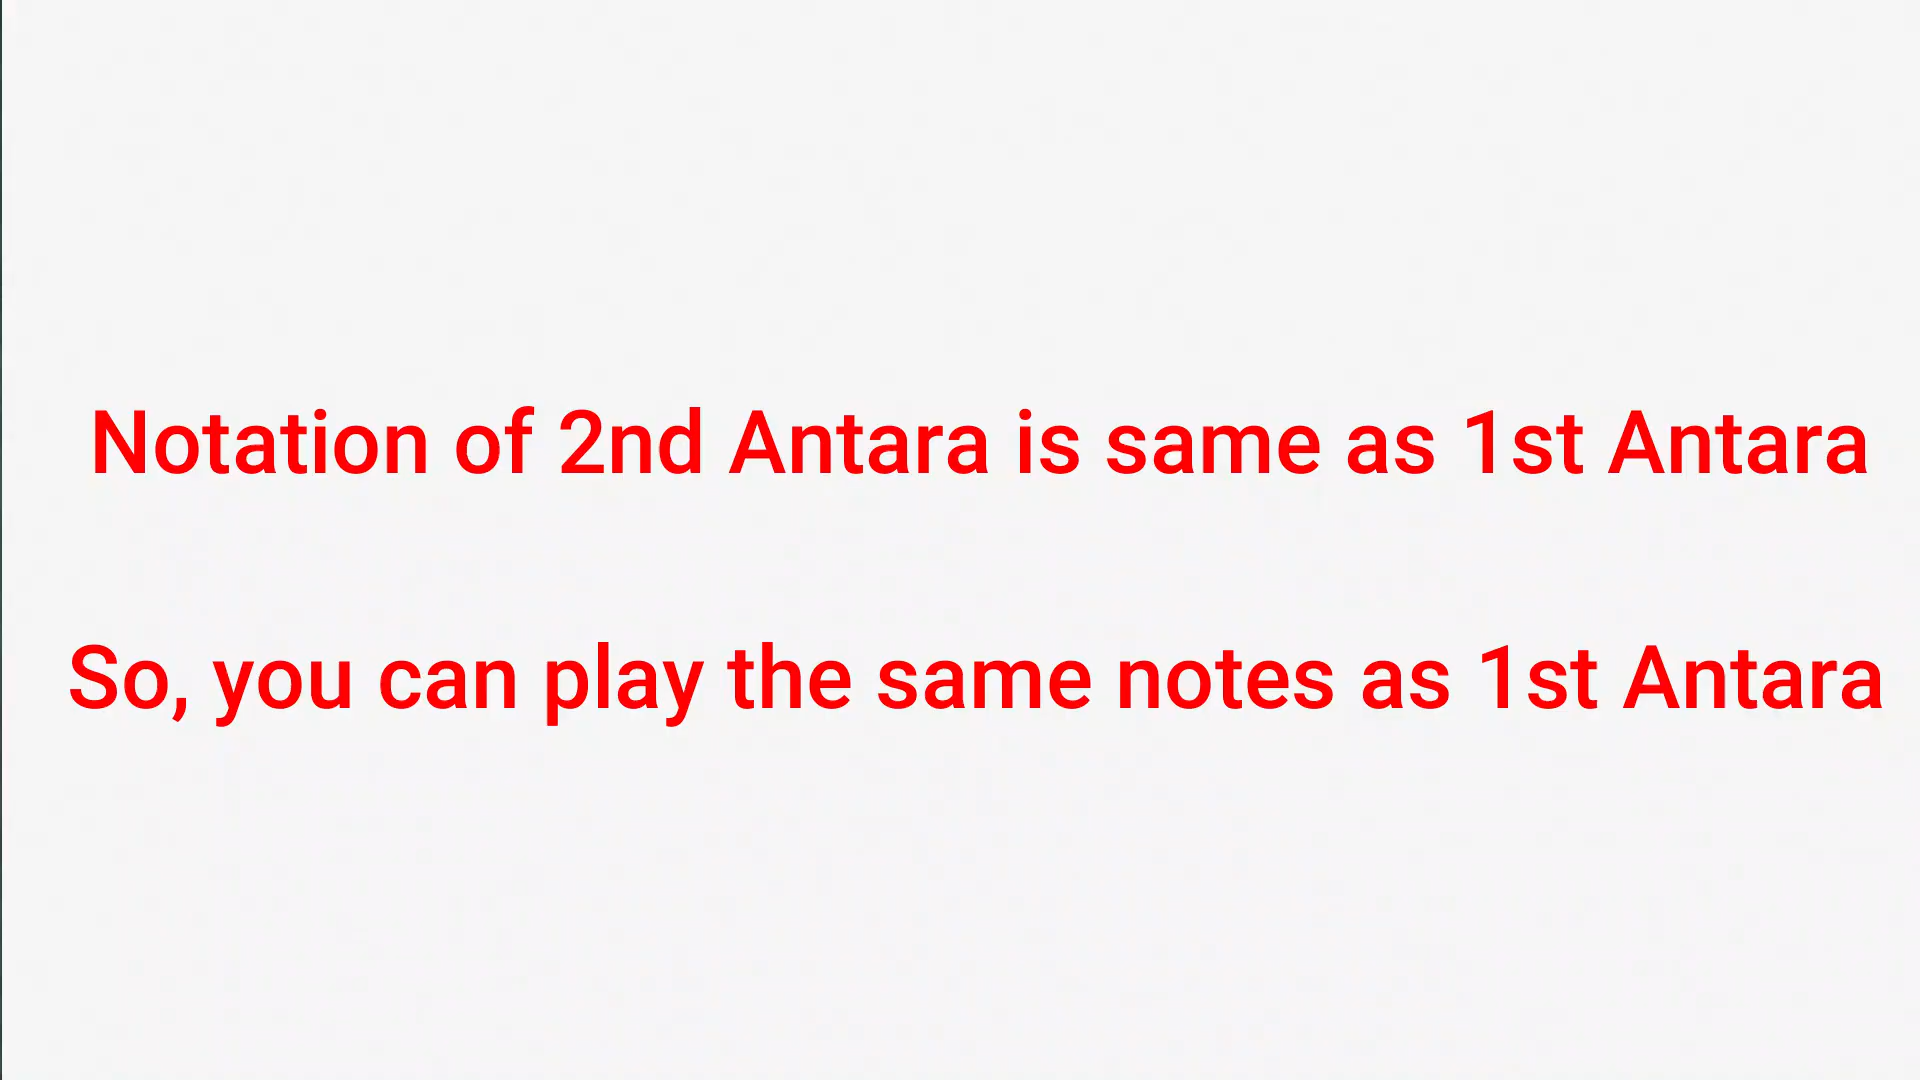 Notation of 2nd Antara is same as 1st Antara
So, you can play the same notes as 1st Antara